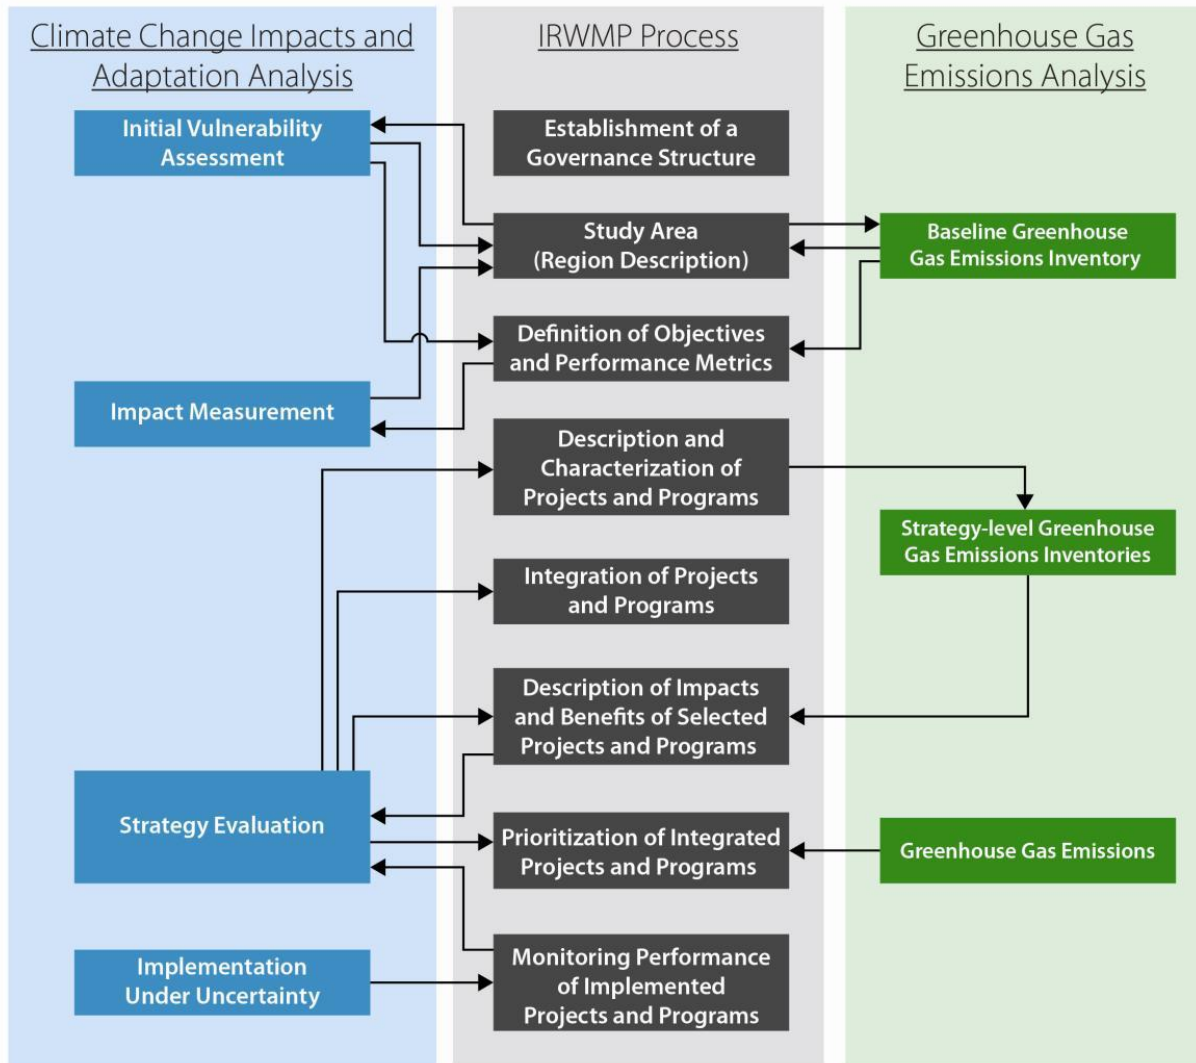 Climate Change Impacts and
Adaptation Analysis
Initial Vulnerability
Assessment
Impact Measurement
Strategy Evaluation
Implementation
Under Uncertainty
IRWMP Process
Establishment of a
Governance Structure
Study Area
(Region Description)
Definition of Objectives
and Performance Metrics
Description and
Characterization of
Projects and Programs
Integration of Projects
and Programs
Description of Impacts
and Benefits of Selected
Projects and Programs
Prioritization of Integrated
Projects and Programs
Monitoring Performance
of Implemented
Projects and Programs
Greenhouse Gas
Emissions Analysis
Baseline Greenhouse
Gas Emissions Inventory
Strategy-level Greenhouse
Gas Emissions Inventories
Greenhouse Gas Emissions